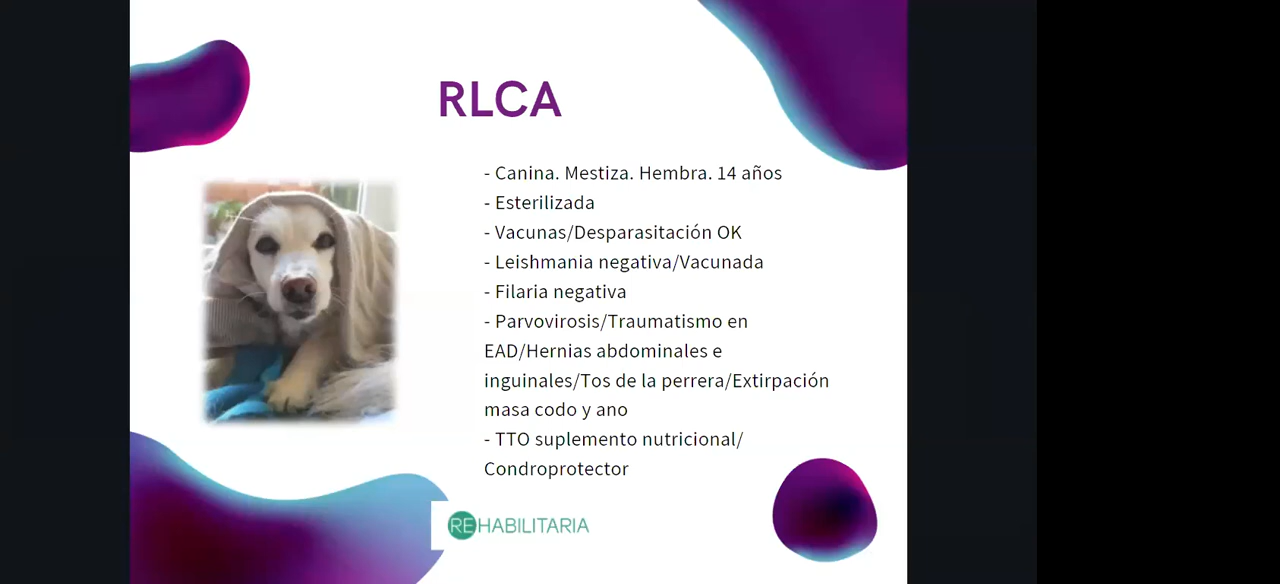 RLCA
- Canina. Mestiza. Hembra. 14 años
- Esterilizada
- Vacunas/Desparasitación OK
- Leishmania negativa/Vacunada
- Filaria negativa
- Parvovirosis/Traumatismo en
EAD/Hernias abdominales e
inguinales/Tos de la perrera/Extirpación
masa codo y ano
- TTO suplemento nutricional/
Condroprotector
REHABILITARIA